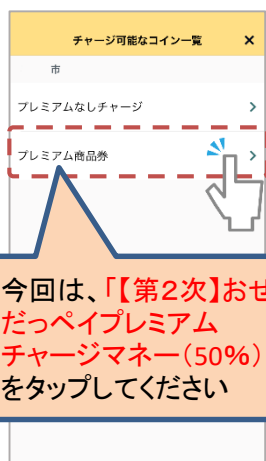 チャージ可能なコイン一覧 ×
市
プレミアムなしチャージ >
プレミアム商品券 >
今回は、「【第2次】おせ
だっペイプレミアム
チャージマネー(50%)
をタップしてください